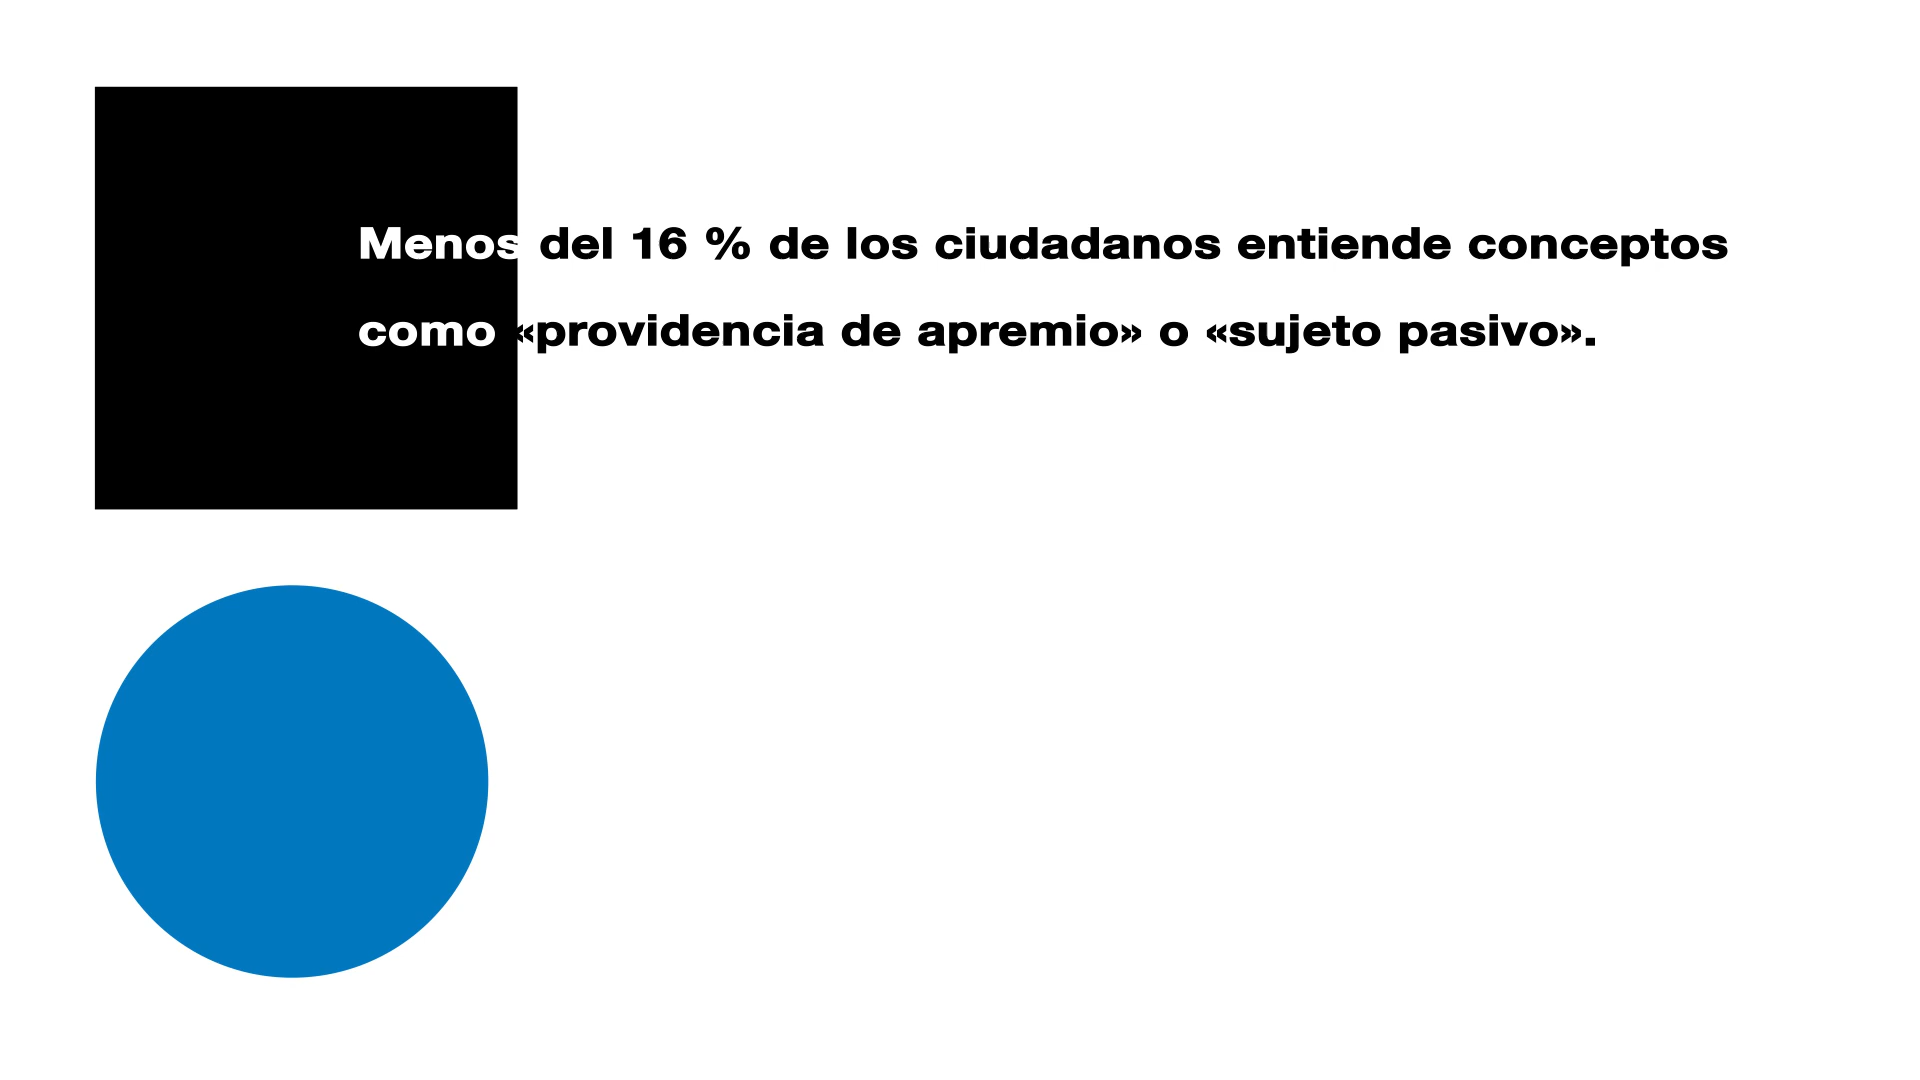 Menos del 16 % de los ciudadanos entiende conceptos
como «providencia de apremio» o «sujeto pasivo».